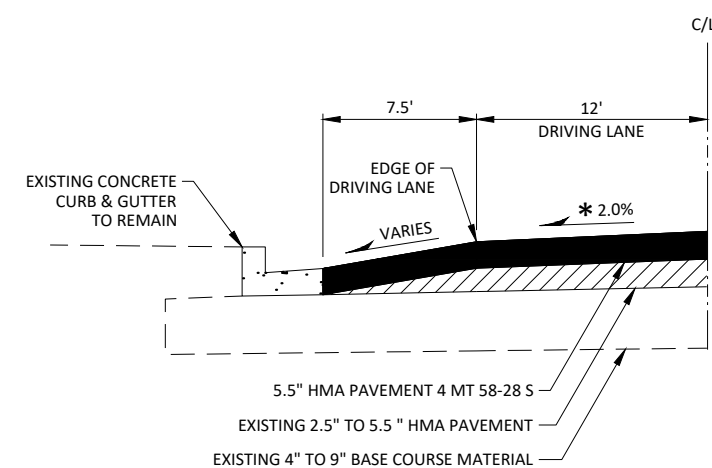 C/L
7.5'
12'
DRIVING LANE
EDGE OF
DRIVING LANE
EXISTING CONCRETE
CURB & GUTTER
TO REMAIN
VARIES
* 2.0%
5.5" HMA PAVEMENT 4 MT 58-28 S
EXISTING 2.5" TO 5.5 " HMA PAVEMENT
EXISTING 4" TO 9" BASE COURSE MATERIAL